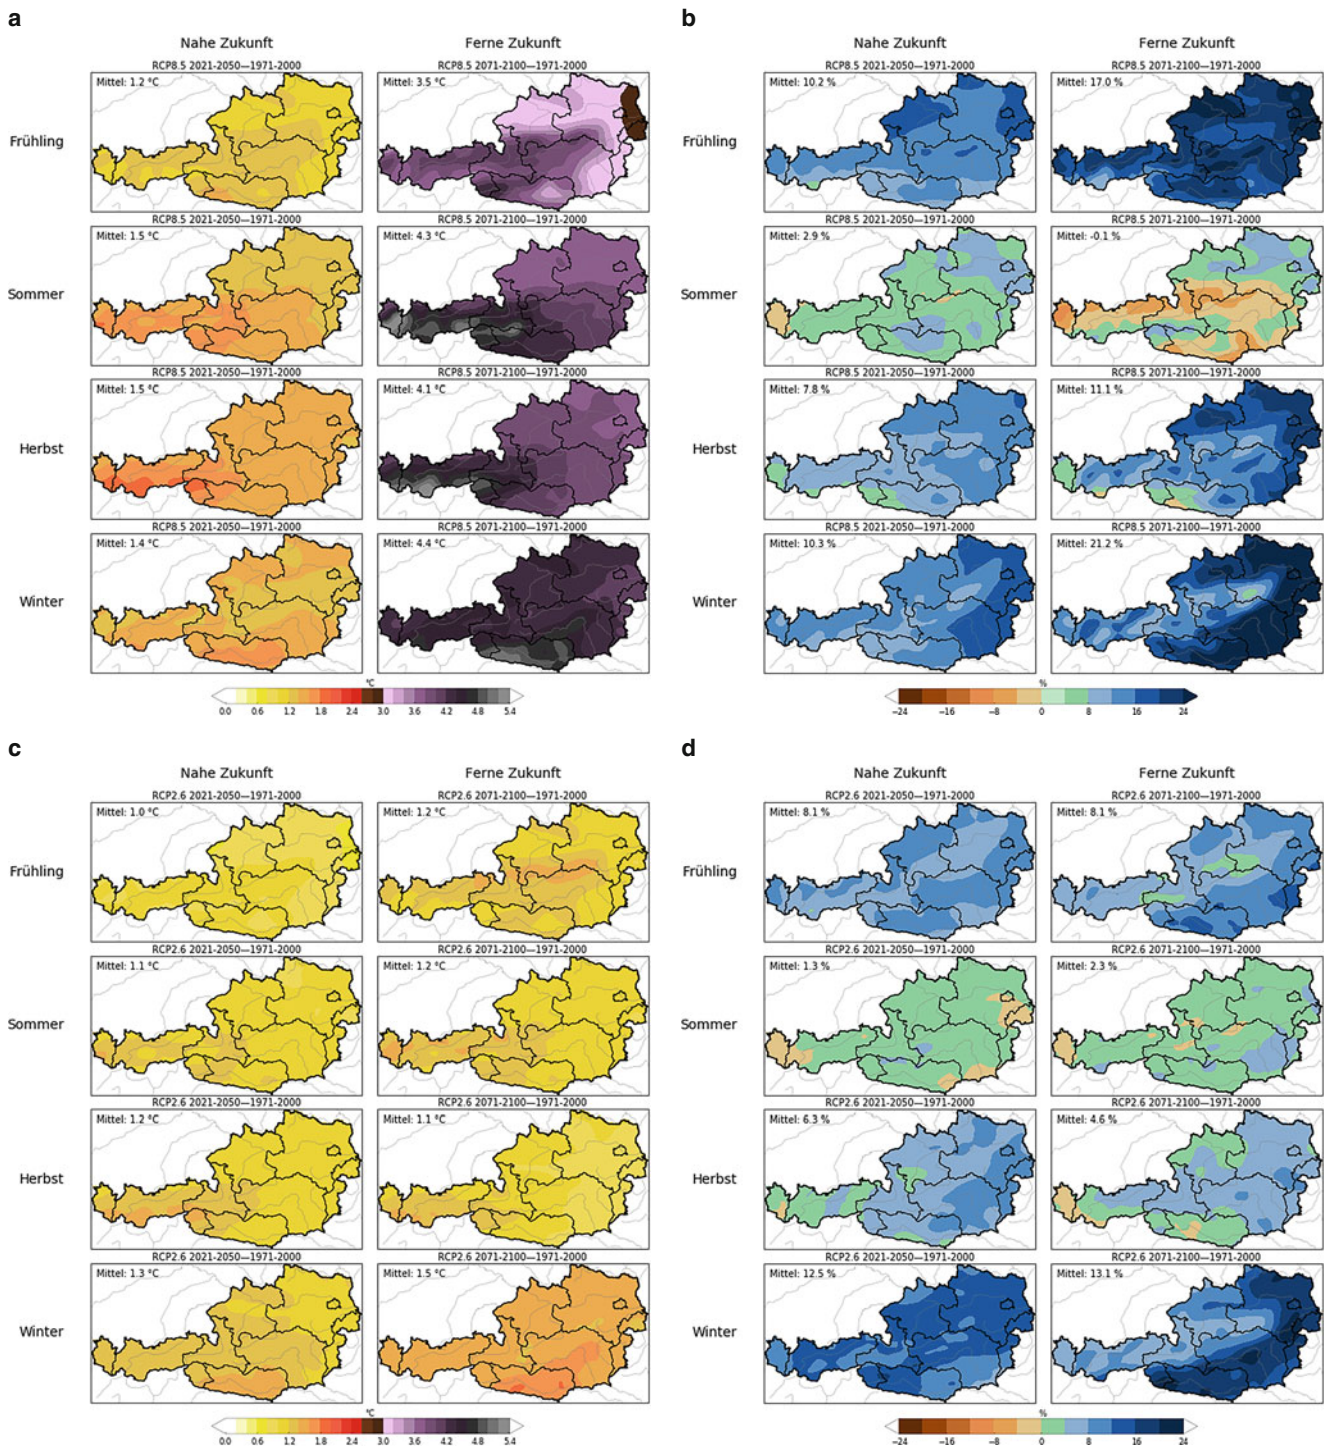 a
Nahe Zukunft
Ferne Zukunft
RCP8.5 2021-2050—1971-2000
RCP8.5 2071-2100—1971-2000
Frühling
Mittel: 1.2 °C
Mittel: 3.5 °C
RCP8.5 2021-2050—1971-2000
RCP8.5 2071-2100—1971-2000
Sommer
Mittel: 1.5 °C
Mittel: 4.3 °C
RCP8.5 2021-2050—1971-2000
RCP8.5 2071-2100—1971-2000
Herbst
Mittel: 1.5 °C
Mittel: 4.1 °C
RCP8.5 2021-2050—1971-2000
RCP8.5 2071-2100—1971-2000
Winter
Mittel: 1.4 °C
Mittel: 4.4 °C
°C
0.0 0.6 1.2 1.8 2.4 3.0 3.6 4.2 4.8 5.4
b
Nahe Zukunft
Ferne Zukunft
RCP8.5 2021-2050—1971-2000
RCP8.5 2071-2100—1971-2000
Frühling
Mittel: 10.2 %
Mittel: 17.0 %
RCP8.5 2021-2050—1971-2000
RCP8.5 2071-2100—1971-2000
Sommer
Mittel: 2.9 %
Mittel: -0.1 %
RCP8.5 2021-2050—1971-2000
RCP8.5 2071-2100—1971-2000
Herbst
Mittel: 7.8 %
Mittel: 11.1 %
RCP8.5 2021-2050—1971-2000
RCP8.5 2071-2100—1971-2000
Winter
Mittel: 10.3 %
Mittel: 21.2 %
%
−24 −16 −8 0 8 16 24
c
Nahe Zukunft
Ferne Zukunft
RCP2.6 2021-2050—1971-2000
RCP2.6 2071-2100—1971-2000
Frühling
Mittel: 1.0 °C
Mittel: 1.2 °C
RCP2.6 2021-2050—1971-2000
RCP2.6 2071-2100—1971-2000
Sommer
Mittel: 1.1 °C
Mittel: 1.2 °C
RCP2.6 2021-2050—1971-2000
RCP2.6 2071-2100—1971-2000
Herbst
Mittel: 1.2 °C
Mittel: 1.1 °C
RCP2.6 2021-2050—1971-2000
RCP2.6 2071-2100—1971-2000
Winter
Mittel: 1.3 °C
Mittel: 1.5 °C
°C
0.0 0.6 1.2 1.8 2.4 3.0 3.6 4.2 4.8 5.4
d
Nahe Zukunft
Ferne Zukunft
RCP2.6 2021-2050—1971-2000
RCP2.6 2071-2100—1971-2000
Frühling
Mittel: 8.1 %
Mittel: 8.1 %
RCP2.6 2021-2050—1971-2000
RCP2.6 2071-2100—1971-2000
Sommer
Mittel: 1.3 %
Mittel: 2.3 %
RCP2.6 2021-2050—1971-2000
RCP2.6 2071-2100—1971-2000
Herbst
Mittel: 6.3 %
Mittel: 4.6 %
RCP2.6 2021-2050—1971-2000
RCP2.6 2071-2100—1971-2000
Winter
Mittel: 12.5 %
Mittel: 13.1 %
%
−24 −16 −8 0 8 16 24